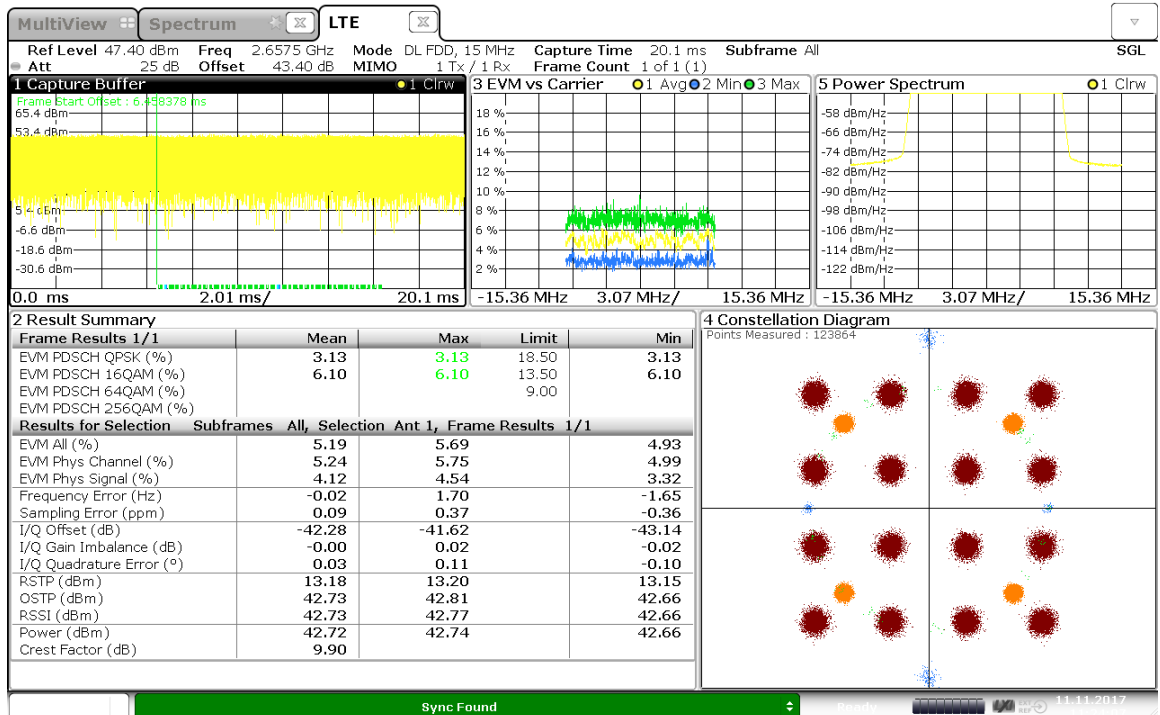 MultiView Spectrum LTE
Ref Level 47.40 dBm Freq 2.6575 GHz Mode DL FDD, 15 MHz Capture Time 20.1 ms Subframe All SGL
Att 25 dB Offset 43.40 dB MIMO 1 Tx / 1 Rx Frame Count 1 of 1 (1)
1 Capture Buffer 1 Clrw
Frame Start Offset : 6.458378 ms
65.4 dBm
53.4 dBm
5.4 dBm
-6.6 dBm
-18.6 dBm
-30.6 dBm
0.0 ms 2.01 ms/ 20.1 ms
3 EVM vs Carrier 1 Avg 2 Min 3 Max
18 %
16 %
14 %
12 %
10 %
8 %
6 %
4 %
2 %
-15.36 MHz 3.07 MHz/ 15.36 MHz
5 Power Spectrum 1 Clrw
-58 dBm/Hz
-66 dBm/Hz
-74 dBm/Hz
-82 dBm/Hz
-90 dBm/Hz
-98 dBm/Hz
-106 dBm/Hz
-114 dBm/Hz
-122 dBm/Hz
-15.36 MHz 3.07 MHz/ 15.36 MHz
2 Result Summary
Frame Results 1/1 Mean Max Limit Min
EVM PDSCH QPSK (%) 3.13 3.13 18.50 3.13
EVM PDSCH 16QAM (%) 6.10 6.10 13.50 6.10
EVM PDSCH 64QAM (%) 9.00
EVM PDSCH 256QAM (%)
Results for Selection Subframes All, Selection Ant 1, Frame Results 1/1
EVM All (%) 5.19 5.69 4.93
EVM Phys Channel (%) 5.24 5.75 4.99
EVM Phys Signal (%) 4.12 4.54 3.32
Frequency Error (Hz) -0.02 1.70 -1.65
Sampling Error (ppm) 0.09 0.37 -0.36
I/Q Offset (dB) -42.28 -41.62 -43.14
I/Q Gain Imbalance (dB) -0.00 0.02 -0.02
I/Q Quadrature Error (º) 0.03 0.11 -0.10
RSTP (dBm) 13.18 13.20 13.15
OSTP (dBm) 42.73 42.81 42.66
RSSI (dBm) 42.73 42.77 42.66
Power (dBm) 42.72 42.74 42.66
Crest Factor (dB) 9.90
4 Constellation Diagram
Points Measured : 123864
Sync Found Ready 11.11.2017